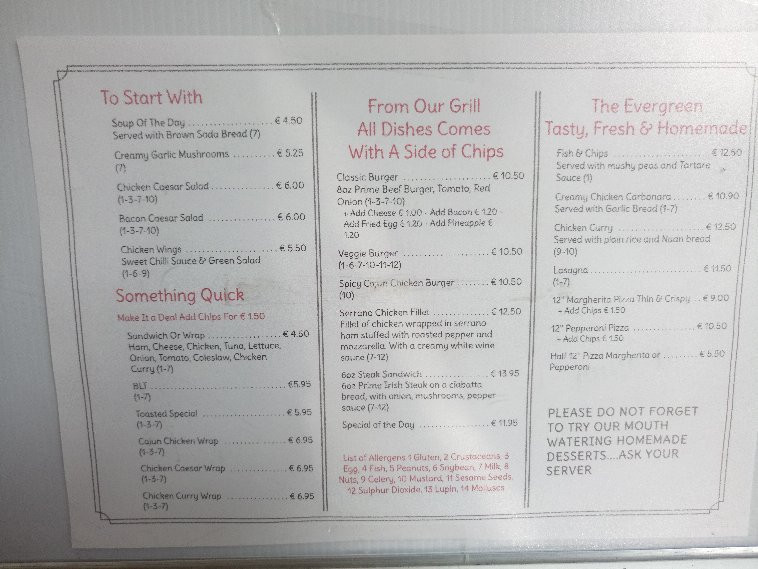 To Start With
Soup Of The Day .................... € 4.50
Served with Brown Soda Bread (7)
Creamy Garlic Mushrooms .......... € 5.25
(7)
Chicken Caesar Salad ................ € 6.00
(1-3-7-10)
Bacon Caesar Salad .................. € 6.00
(1-3-7-10)
Chicken Wings ........................ € 5.50
Sweet Chilli Sauce & Green Salad
(1-6-9)
Something Quick
Make It a Deal Add Chips For € 1.50
Sandwich Or Wrap .................... € 4.50
Ham, Cheese, Chicken, Tuna, Lettuce,
Onion, Tomato, Coleslaw, Chicken
Curry (1-7)
BLT ................................... €5.95
(1-7)
Toasted Special ..................... € 5.95
(1-3-7)
Cajun Chicken Wrap ................. € 6.95
(1-3-7)
Chicken Caesar Wrap ................ € 6.95
(1-3-7)
Chicken Curry Wrap ................. € 6.95
(1-3-7)
From Our Grill
All Dishes Comes
With A Side of Chips
Classic Burger ....................... € 10.50
8oz Prime Beef Burger, Tomato, Red
Onion (1-3-7-10)
+ Add Cheese € 1.00 - Add Bacon € 1.20 -
Add Fried Egg € 1.20 - Add Pineapple €
1.20
Veggie Burger ....................... € 10.50
(1-6-7-10-11-12)
Spicy Cajun Chicken Burger ........ € 10.50
(10)
Serrano Chicken Fillet .............. € 12.50
Fillet of chicken wrapped in serrano
ham stuffed with roasted pepper and
mozzarella. With a creamy white wine
sauce (7-12)
6oz Steak Sandwich ................. € 13.95
6oz Prime Irish Steak on a ciabatta
bread, with onion, mushrooms, pepper
sauce (7-12)
Special of the Day .................. € 11.95
List of Allergens 1 Gluten, 2 Crustaceans, 3
Egg, 4 Fish, 5 Peanuts, 6 Soybean, 7 Milk, 8
Nuts, 9 Celery, 10 Mustard, 11 Sesame Seeds,
12 Sulphur Dioxide, 13 Lupin, 14 Molluscs
The Evergreen
Tasty, Fresh & Homemade
Fish & Chips ......................... € 12.50
Served with mushy peas and Tartare
Sauce (1)
Creamy Chicken Carbonara ........ € 10.90
Served with Garlic Bread (1-7)
Chicken Curry ....................... € 12.50
Served with plain rice and Naan bread
(9-10)
Lasagna .............................. € 11.50
(1-7)
12" Margherita Pizza Thin & Crispy .. € 9.00
- Add Chips € 1.50
12" Pepperoni Pizza ................ € 10.50
- Add Chips € 1.50
Half 12" Pizza Margherita or ........ € 5.50
Pepperoni
PLEASE DO NOT FORGET
TO TRY OUR MOUTH
WATERING HOMEMADE
DESSERTS....ASK YOUR
SERVER